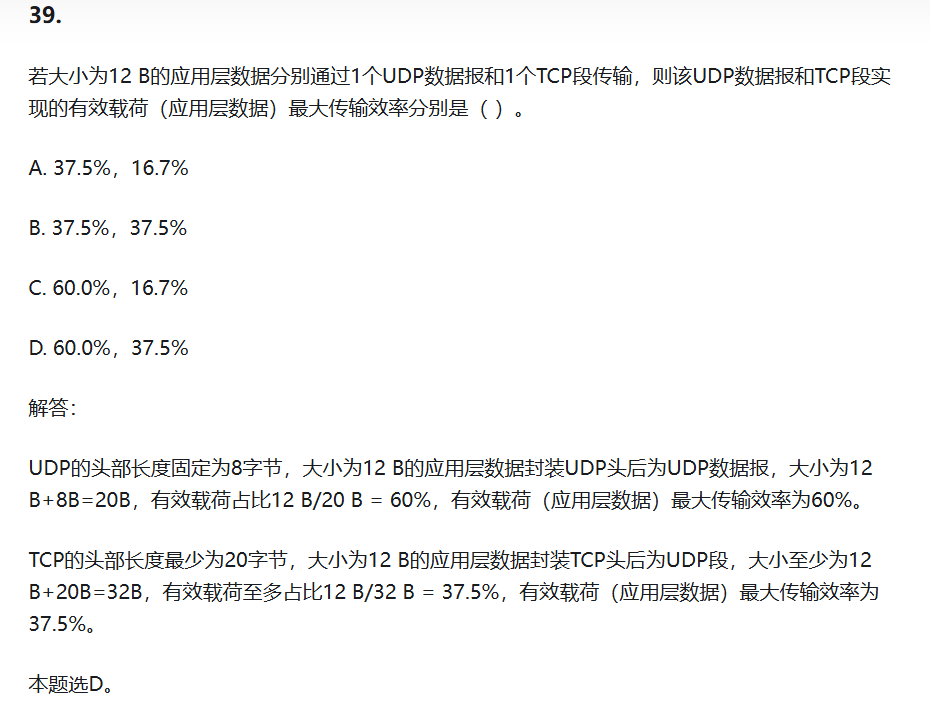 39.
若大小为12 B的应用层数据分别通过1个UDP数据报和1个TCP段传输，则该UDP数据报和TCP段实
现的有效载荷（应用层数据）最大传输效率分别是（ ）。
A. 37.5%，16.7%
B. 37.5%，37.5%
C. 60.0%，16.7%
D. 60.0%，37.5%
解答：
UDP的头部长度固定为8字节，大小为12 B的应用层数据封装UDP头后为UDP数据报，大小为12
B+8B=20B，有效载荷占比12 B/20 B = 60%，有效载荷（应用层数据）最大传输效率为60%。
TCP的头部长度最少为20字节，大小为12 B的应用层数据封装TCP头后为UDP段，大小至少为12
B+20B=32B，有效载荷至多占比12 B/32 B = 37.5%，有效载荷（应用层数据）最大传输效率为
37.5%。
本题选D。